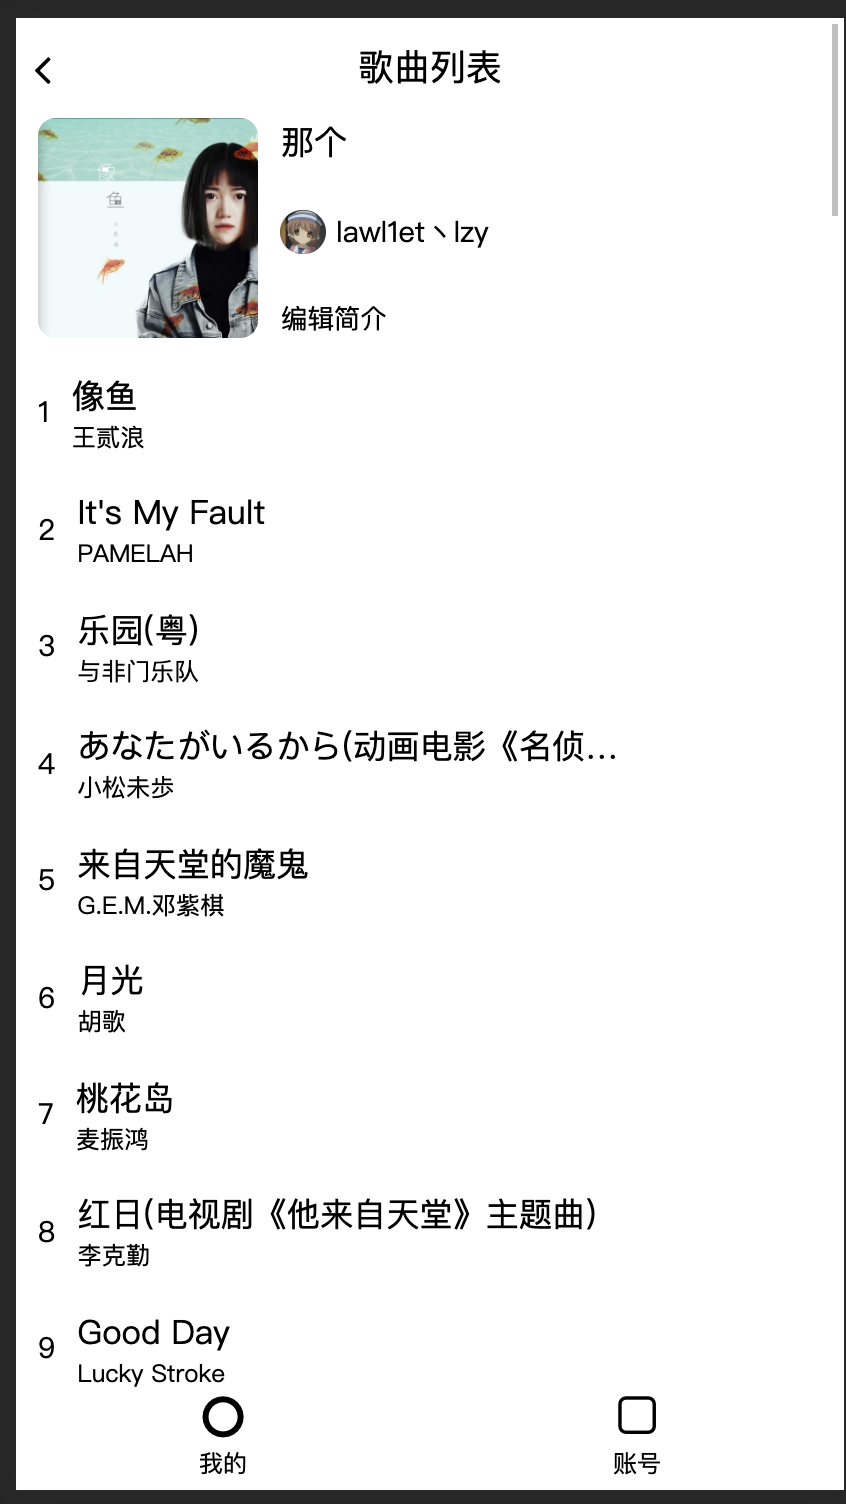 歌曲列表
那个
像
鱼
lawl1et丶lzy
编辑简介
1 像鱼
王贰浪
2 It's My Fault
PAMELAH
3 乐园(粤)
与非门乐队
4 あなたがいるから(动画电影《名侦...
小松未歩
5 来自天堂的魔鬼
G.E.M.邓紫棋
6 月光
胡歌
7 桃花岛
麦振鸿
8 红日(电视剧《他来自天堂》主题曲)
李克勤
9 Good Day
Lucky Stroke
我的
账号